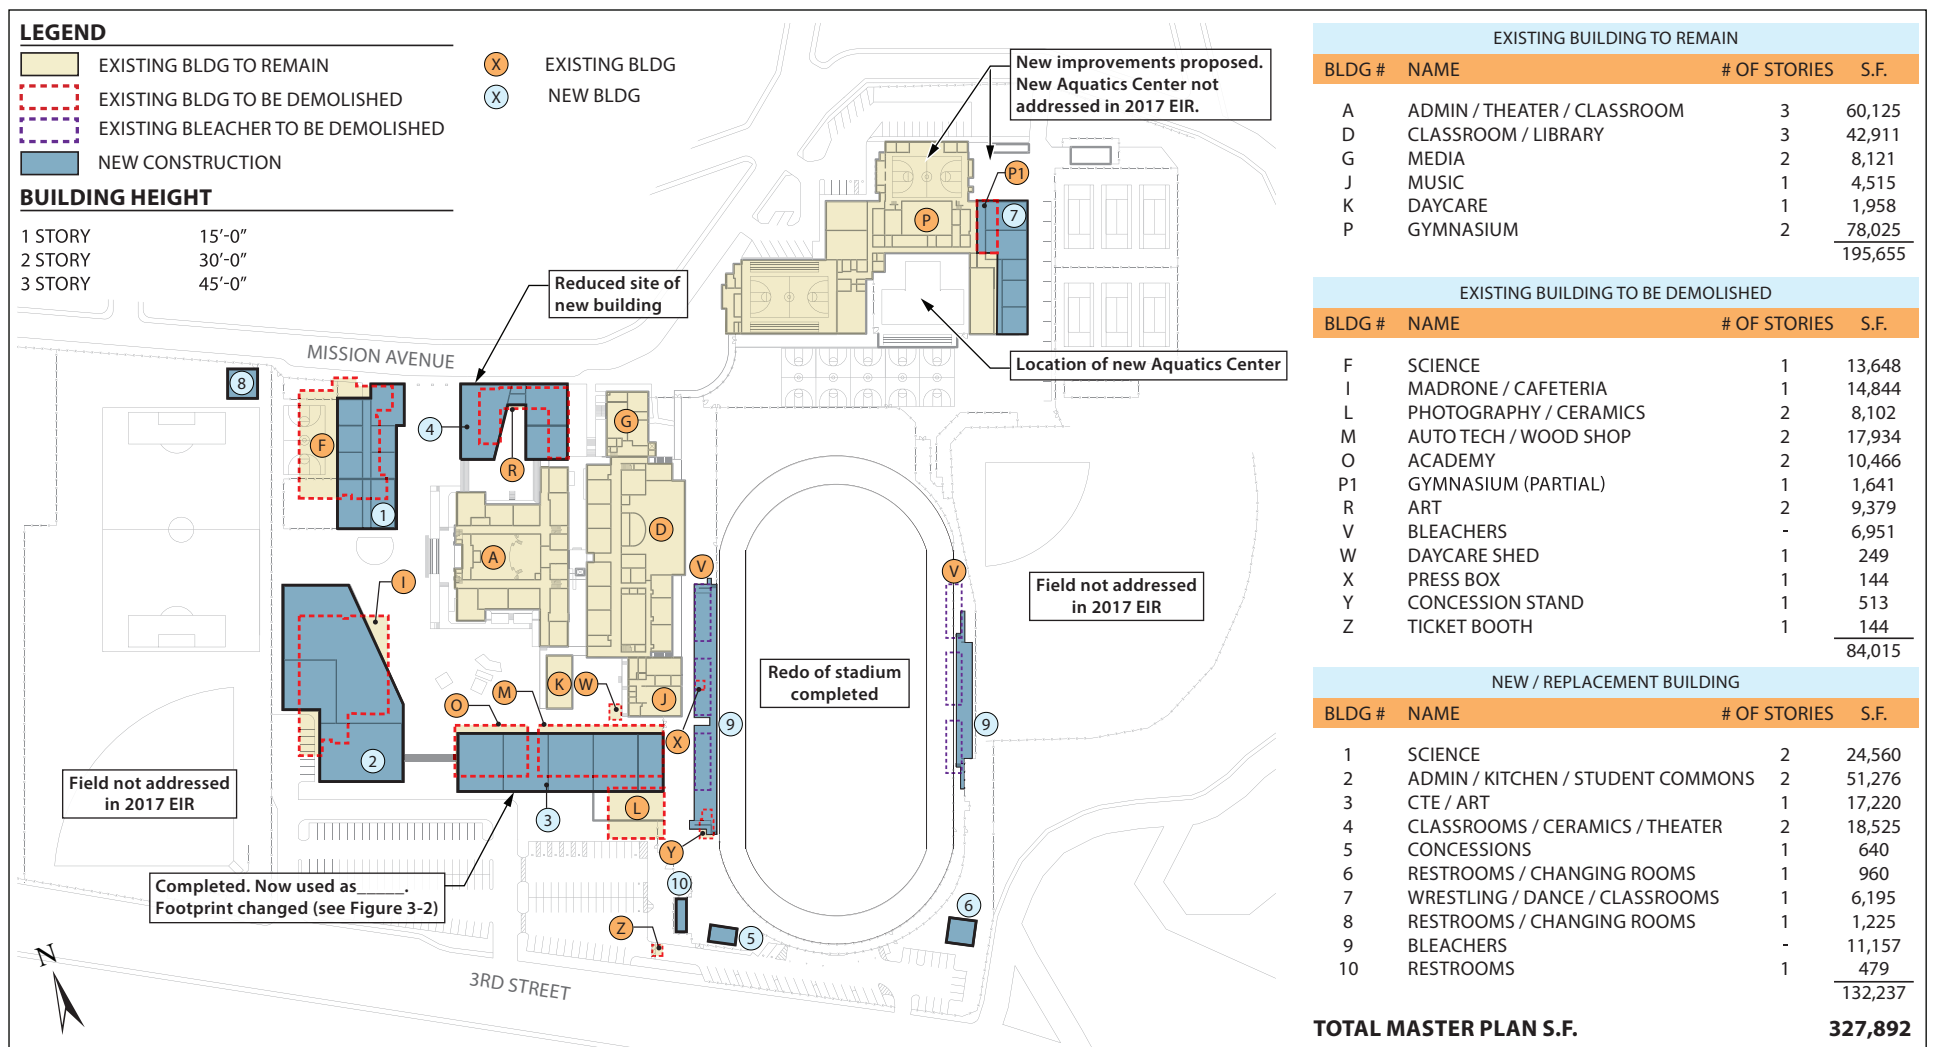 LEGEND
EXISTING BLDG TO REMAIN
EXISTING BLDG TO BE DEMOLISHED
EXISTING BLEACHER TO BE DEMOLISHED
NEW CONSTRUCTION
X EXISTING BLDG
X NEW BLDG
BUILDING HEIGHT
1 STORY 15’-0”
2 STORY 30’-0”
3 STORY 45’-0”
New improvements proposed.
New Aquatics Center not
addressed in 2017 EIR.
P1
P
7
Reduced site of
new building
MISSION AVENUE
Location of new Aquatics Center
8
4
G
F
R
1
D
A
V
V
I
Field not addressed
in 2017 EIR
Redo of stadium
completed
K
W
J
M
O
X
9
9
2
Field not addressed
in 2017 EIR
L
3
Y
Completed. Now used as_____.
Footprint changed (see Figure 3-2)
10
6
Z
5
N
3RD STREET
EXISTING BUILDING TO REMAIN
BLDG # NAME # OF STORIES S.F.
A ADMIN / THEATER / CLASSROOM 3 60,125
D CLASSROOM / LIBRARY 3 42,911
G MEDIA 2 8,121
J MUSIC 1 4,515
K DAYCARE 1 1,958
P GYMNASIUM 2 78,025
195,655
EXISTING BUILDING TO BE DEMOLISHED
BLDG # NAME # OF STORIES S.F.
F SCIENCE 1 13,648
I MADRONE / CAFETERIA 1 14,844
L PHOTOGRAPHY / CERAMICS 2 8,102
M AUTO TECH / WOOD SHOP 2 17,934
O ACADEMY 2 10,466
P1 GYMNASIUM (PARTIAL) 1 1,641
R ART 2 9,379
V BLEACHERS - 6,951
W DAYCARE SHED 1 249
X PRESS BOX 1 144
Y CONCESSION STAND 1 513
Z TICKET BOOTH 1 144
84,015
NEW / REPLACEMENT BUILDING
BLDG # NAME # OF STORIES S.F.
1 SCIENCE 2 24,560
2 ADMIN / KITCHEN / STUDENT COMMONS 2 51,276
3 CTE / ART 1 17,220
4 CLASSROOMS / CERAMICS / THEATER 2 18,525
5 CONCESSIONS 1 640
6 RESTROOMS / CHANGING ROOMS 1 960
7 WRESTLING / DANCE / CLASSROOMS 1 6,195
8 RESTROOMS / CHANGING ROOMS 1 1,225
9 BLEACHERS - 11,157
10 RESTROOMS 1 479
132,237
TOTAL MASTER PLAN S.F. 327,892